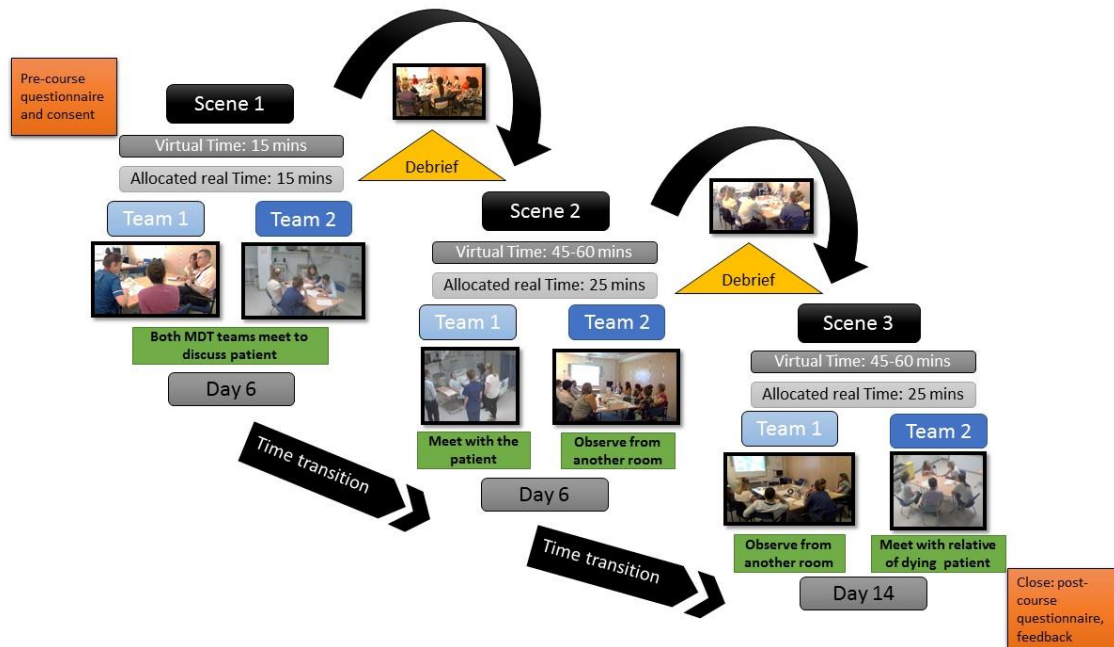 Pre-course
questionnaire
and consent
Scene 1
Virtual Time: 15 mins
Allocated real Time: 15 mins
Team 1
Team 2
Both MDT teams meet to
discuss patient
Day 6
Debrief
Time transition
Scene 2
Virtual Time: 45-60 mins
Allocated real Time: 25 mins
Team 1
Team 2
Meet with the
patient
Observe from
another room
Day 6
Debrief
Time transition
Scene 3
Virtual Time: 45-60 mins
Allocated real Time: 25 mins
Team 1
Team 2
Observe from
another room
Meet with relative
of dying patient
Day 14
Close: post-
course
questionnaire,
feedback